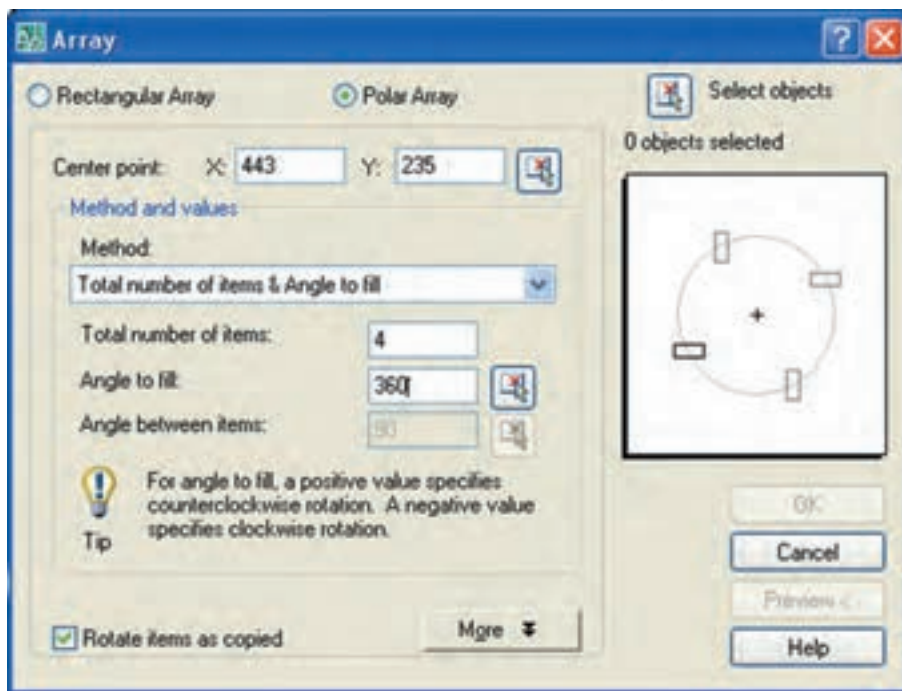 Array
Rectangular Array
Polar Array
Select objects
0 objects selected
Center point: X: 443 Y: 235
Method and values
Method:
Total number of items & Angle to fill
Total number of items: 4
Angle to fill: 360
Angle between items: 90
Tip
For angle to fill, a positive value specifies
counterclockwise rotation. A negative value
specifies clockwise rotation.
Rotate items as copied
More
OK
Cancel
Preview <
Help